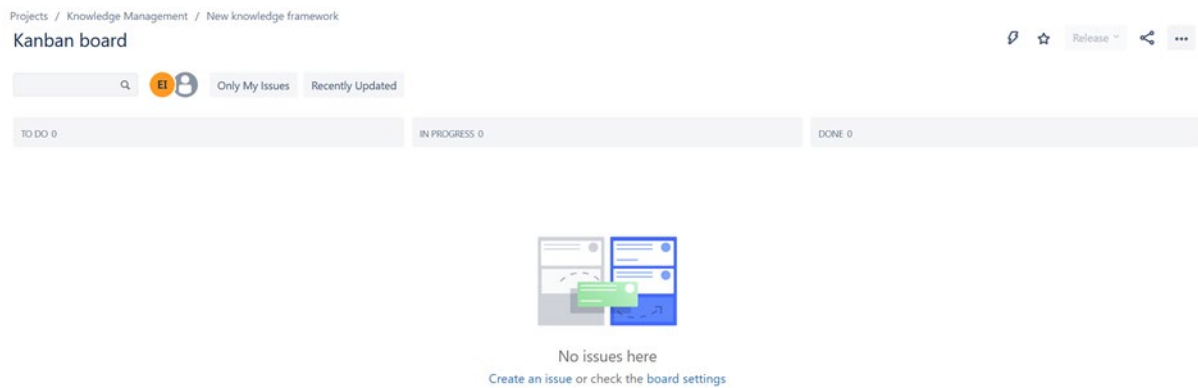 Projects / Knowledge Management / New knowledge framework
Kanban board
Release
EI
Only My Issues
Recently Updated
TO DO 0
IN PROGRESS 0
DONE 0
No issues here
Create an issue or check the board settings